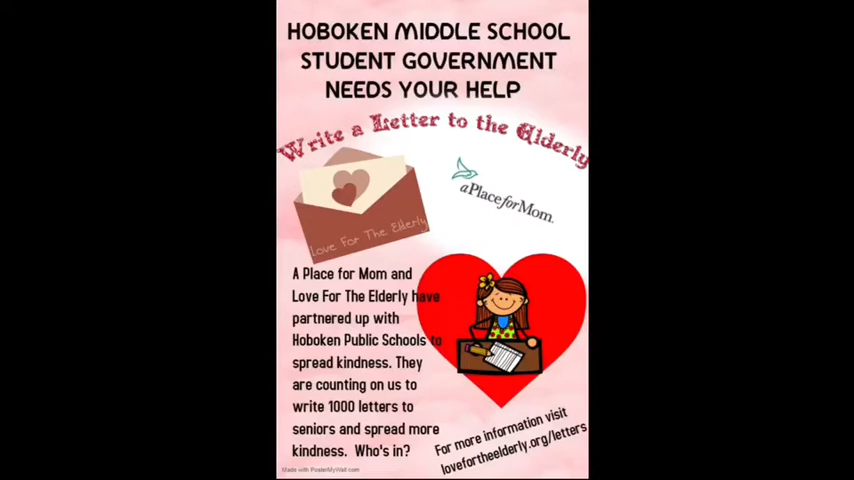 HOBOKEN MIDDLE SCHOOL
STUDENT GOVERNMENT
NEEDS YOUR HELP
Write a Letter to the Elderly
aPlaceforMom.
Love For The Elderly
A Place for Mom and
Love For The Elderly have
partnered up with
Hoboken Public Schools to
spread kindness. They
are counting on us to
write 1000 letters to
seniors and spread more
kindness. Who's in?
For more information visit
lovefortheelderly.org/letters
Made with PosterMyWall.com